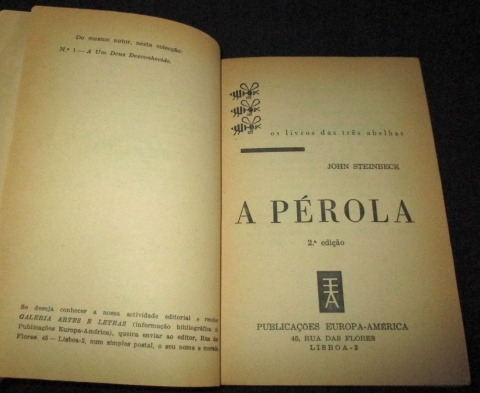 Do mesmo autor, nesta colecção:
N.º 1 — A Um Deus Desconhecido.
Se deseja conhecer a nossa actividade editorial e receber
GALERIA ARTES E LETRAS (informação bibliográfica de
Publicações Europa-América), queira enviar ao editor, Rua das
Flores 45 — Lisboa-2, num simples postal, o seu nome e morada
os livros das três abelhas
JOHN STEINBECK
A PÉROLA
2.ª edição
PUBLICAÇÕES EUROPA-AMÉRICA
45, RUA DAS FLORES
LISBOA-2